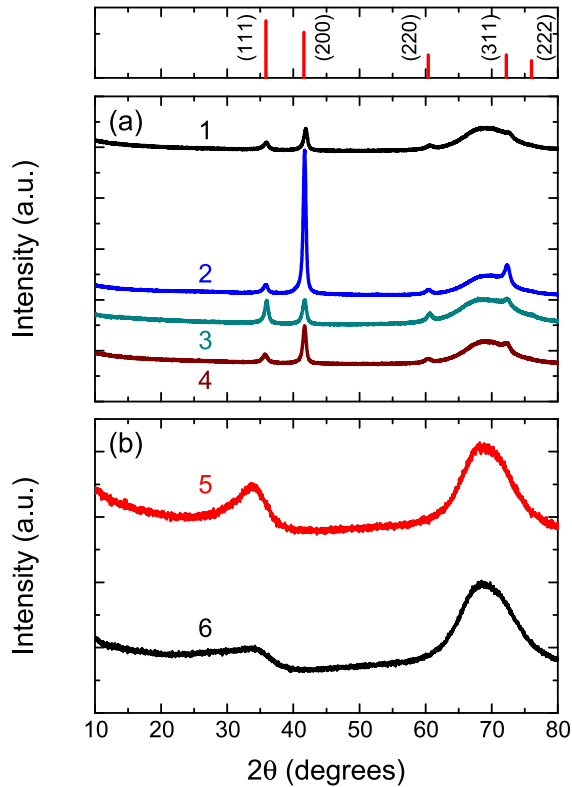 (111)
(200)
(220)
(311)
(222)
(a)
1
2
3
4
Intensity (a.u.)
(b)
5
6
Intensity (a.u.)
10 20 30 40 50 60 70 80
2θ (degrees)